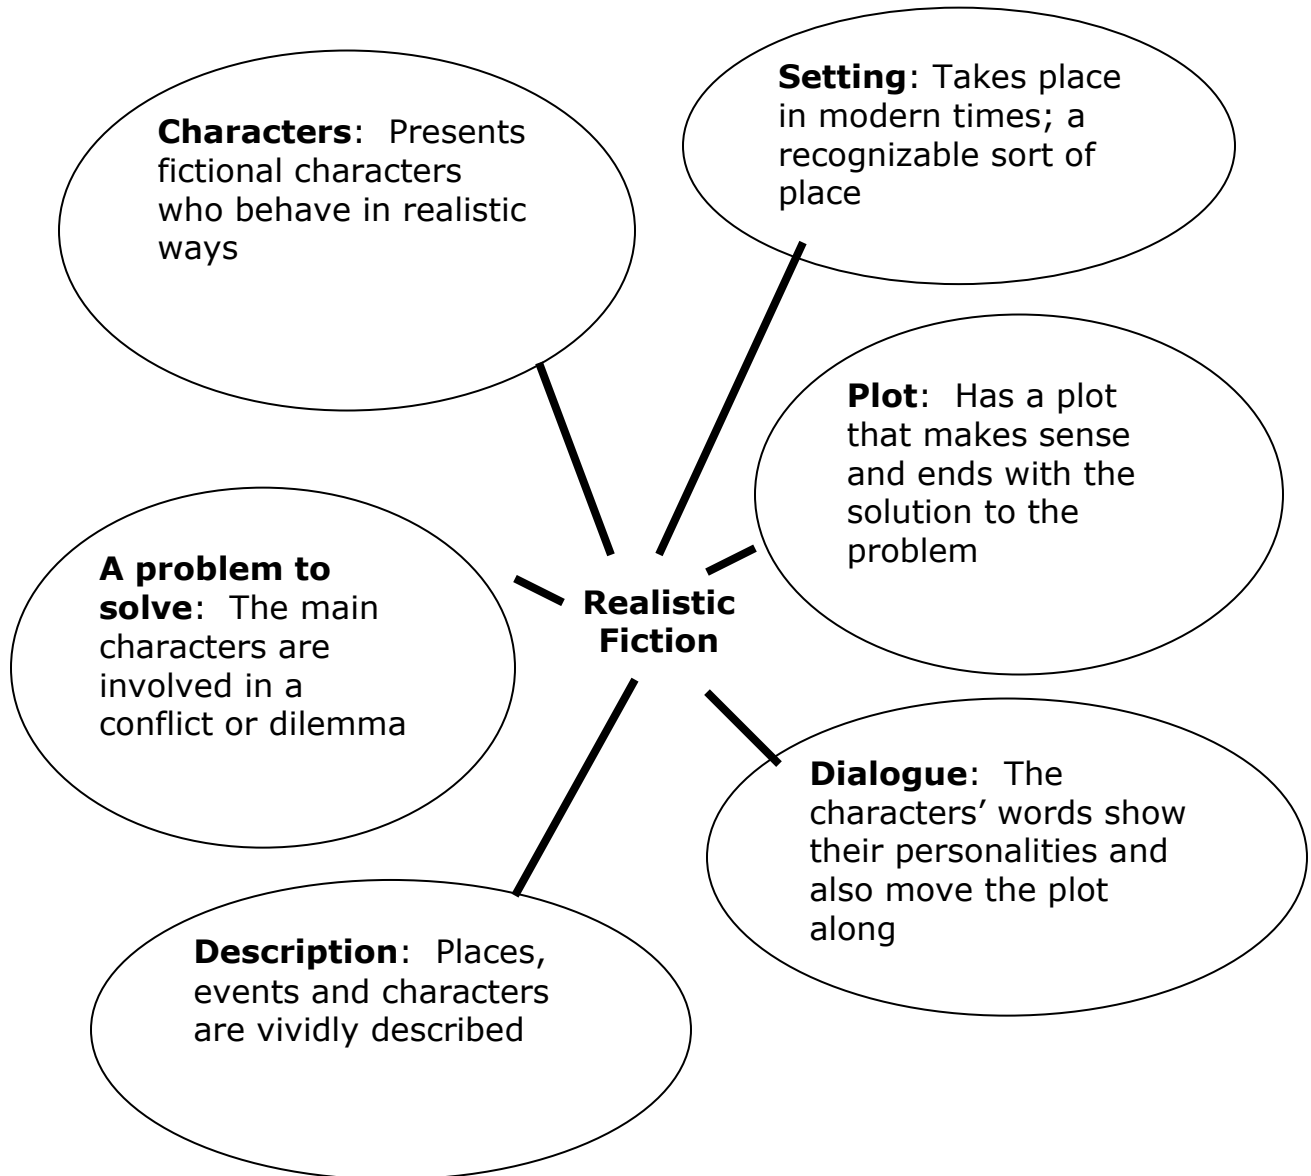 Characters:  Presents
fictional characters
who behave in realistic
ways
Setting: Takes place
in modern times; a
recognizable sort of
place
Plot:  Has a plot
that makes sense
and ends with the
solution to the
problem
A problem to
solve:  The main
characters are
involved in a
conflict or dilemma
Realistic
Fiction
Dialogue:  The
characters’ words show
their personalities and
also move the plot
along
Description:  Places,
events and characters
are vividly described